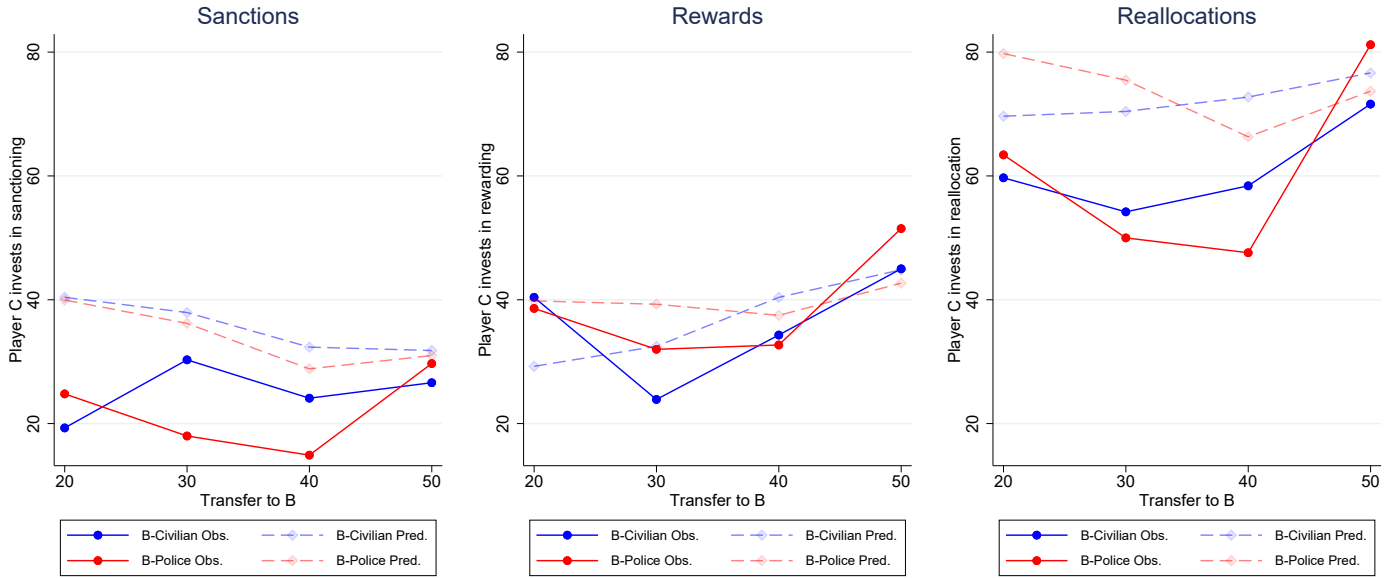 Sanctions
Player C invests in sanctioning
80
60
40
20
20 30 40 50
Transfer to B
B-Civilian Obs. B-Civilian Pred.
B-Police Obs. B-Police Pred.
Rewards
Player C invests in rewarding
80
60
40
20
20 30 40 50
Transfer to B
B-Civilian Obs. B-Civilian Pred.
B-Police Obs. B-Police Pred.
Reallocations
Player C invests in reallocation
80
60
40
20
20 30 40 50
Transfer to B
B-Civilian Obs. B-Civilian Pred.
B-Police Obs. B-Police Pred.